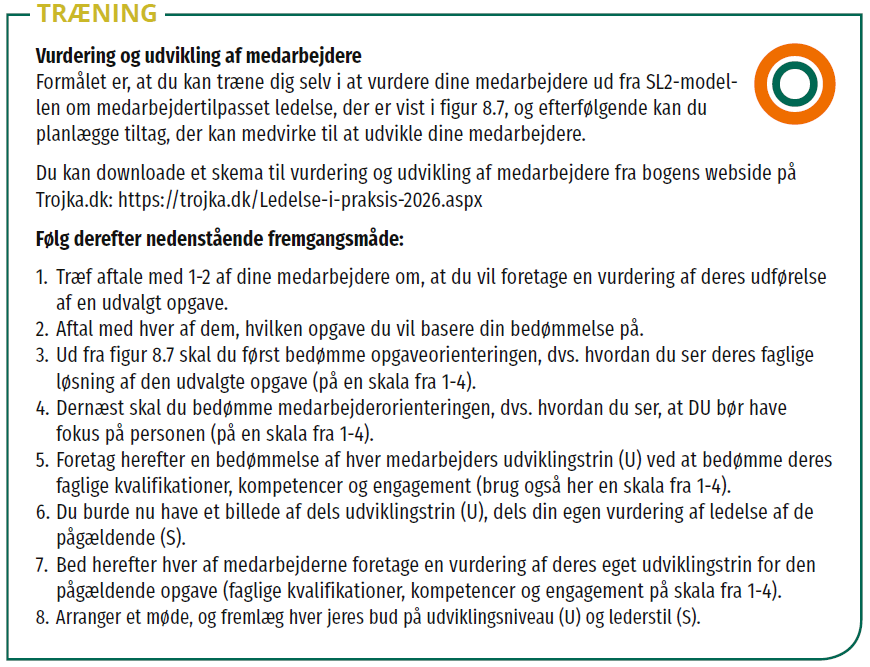 TRÆNING
Vurdering og udvikling af medarbejdere
Formålet er, at du kan træne dig selv i at vurdere dine medarbejdere ud fra SL2-model-
len om medarbejdertilpasset ledelse, der er vist i figur 8.7, og efterfølgende kan du
planlægge tiltag, der kan medvirke til at udvikle dine medarbejdere.
Du kan downloade et skema til vurdering og udvikling af medarbejdere fra bogens webside på
Trojka.dk: https://trojka.dk/Ledelse-i-praksis-2026.aspx
Følg derefter nedenstående fremgangsmåde:
1. Træf aftale med 1-2 af dine medarbejdere om, at du vil foretage en vurdering af deres udførelse
af en udvalgt opgave.
2. Aftal med hver af dem, hvilken opgave du vil basere din bedømmelse på.
3. Ud fra figur 8.7 skal du først bedømme opgaveorienteringen, dvs. hvordan du ser deres faglige
løsning af den udvalgte opgave (på en skala fra 1-4).
4. Dernæst skal du bedømme medarbejderorienteringen, dvs. hvordan du ser, at DU bør have
fokus på personen (på en skala fra 1-4).
5. Foretag herefter en bedømmelse af hver medarbejders udviklingstrin (U) ved at bedømme deres
faglige kvalifikationer, kompetencer og engagement (brug også her en skala fra 1-4).
6. Du burde nu have et billede af dels udviklingstrin (U), dels din egen vurdering af ledelse af de
pågældende (S).
7. Bed herefter hver af medarbejderne foretage en vurdering af deres eget udviklingstrin for den
pågældende opgave (faglige kvalifikationer, kompetencer og engagement på skala fra 1-4).
8. Arranger et møde, og fremlæg hver jeres bud på udviklingsniveau (U) og lederstil (S).